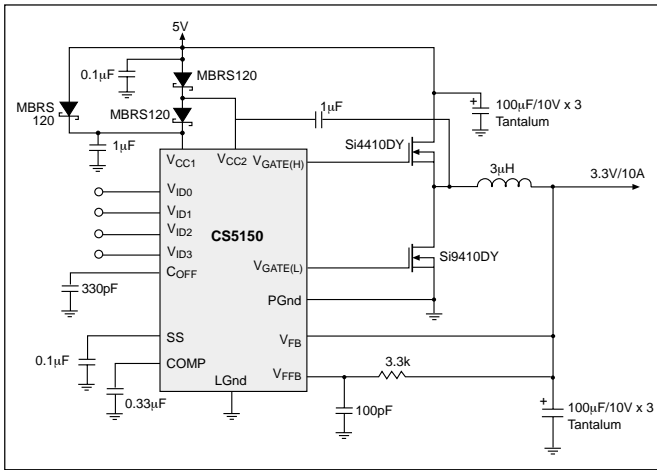 5V
0.1μF
MBRS120
MBRS
120
MBRS120
1μF
1μF
100μF/10V x 3
Tantalum
Si4410DY
VCC1
VCC2
VGATE(H)
3μH
3.3V/10A
VID0
VID1
VID2
VID3
CS5150
COFF
VGATE(L)
Si9410DY
330pF
PGnd
SS
VFB
0.1μF
COMP
VFFB
3.3k
LGnd
0.33μF
100pF
100μF/10V x 3
Tantalum